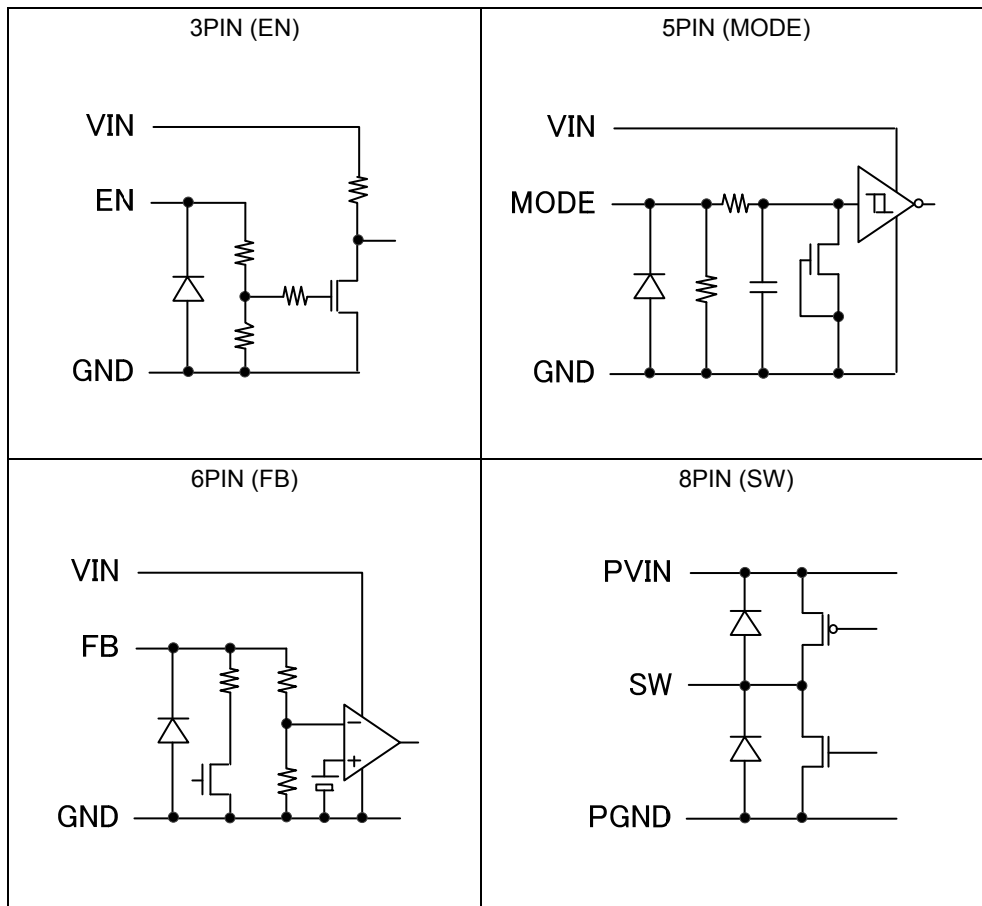 3PIN (EN)
VIN
EN
GND
5PIN (MODE)
VIN
MODE
GND
6PIN (FB)
VIN
FB
−
+
GND
8PIN (SW)
PVIN
SW
PGND